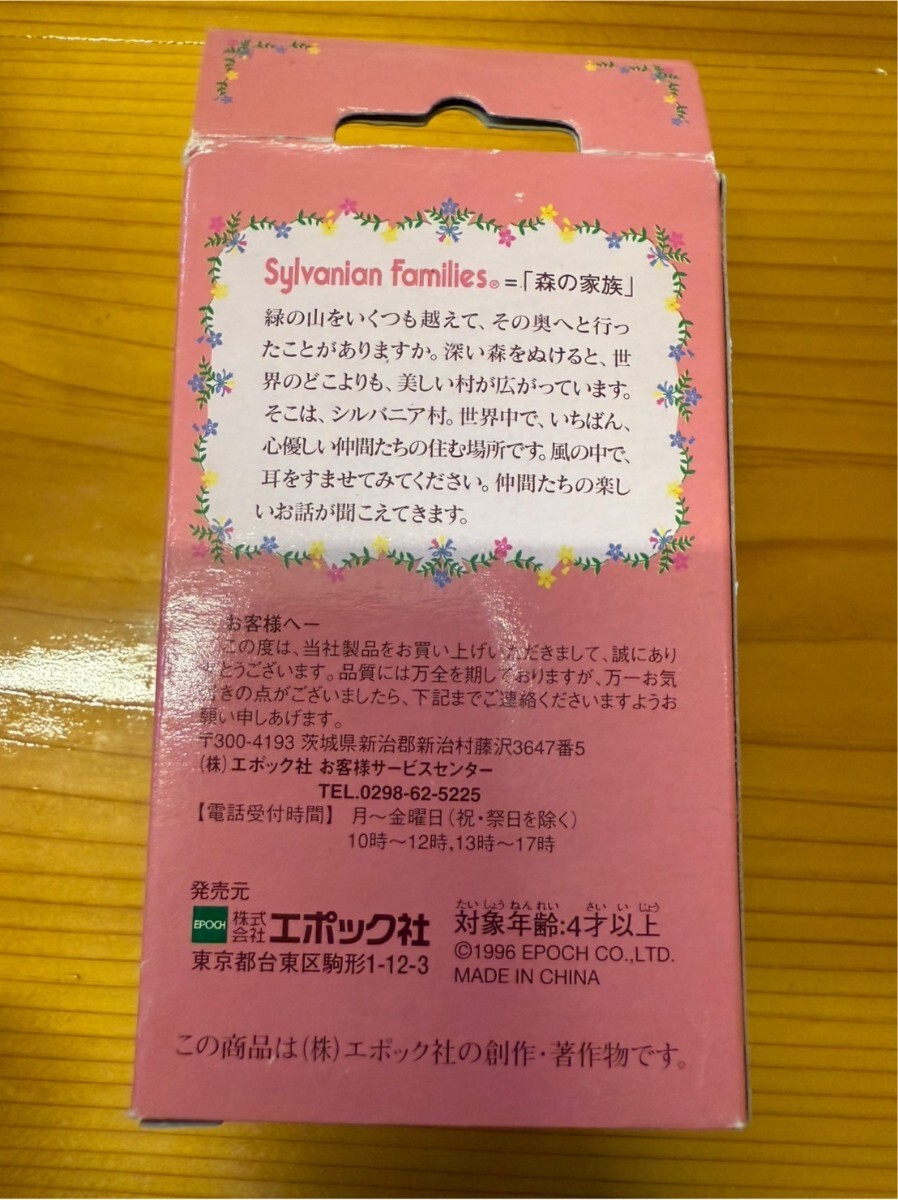 Sylvanian Families® =「森の家族」
緑の山をいくつも越えて、その奥へと行っ
たことがありますか。深い森をぬけると、世
界のどこよりも、美しい村が広がっています。
そこは、シルバニア村。世界中で、いちばん、
心優しい仲間たちの住む場所です。風の中で、
耳をすませてみてください。仲間たちの楽し
いお話が聞こえてきます。
お客様へー
この度は、当社製品をお買い上げいただきまして、誠にあり
とうございます。品質には万全を期しておりますが、万一お気
きの点がございましたら、下記までご連絡くださいますようお
願い申しあげます。
〒300-4193 茨城県新治郡新治村藤沢3647番5
(株)エポック社 お客様サービスセンター
TEL.0298-62-5225
【電話受付時間】 月〜金曜日(祝・祭日を除く)
10時〜12時,13時〜17時
発売元
EPOCH 株式会社エポック社
東京都台東区駒形1-12-3
たいしょうねんれい さいいじょう
対象年齢:4才以上
©1996 EPOCH CO.,LTD.
MADE IN CHINA
この商品は(株)エポック社の創作・著作物です。